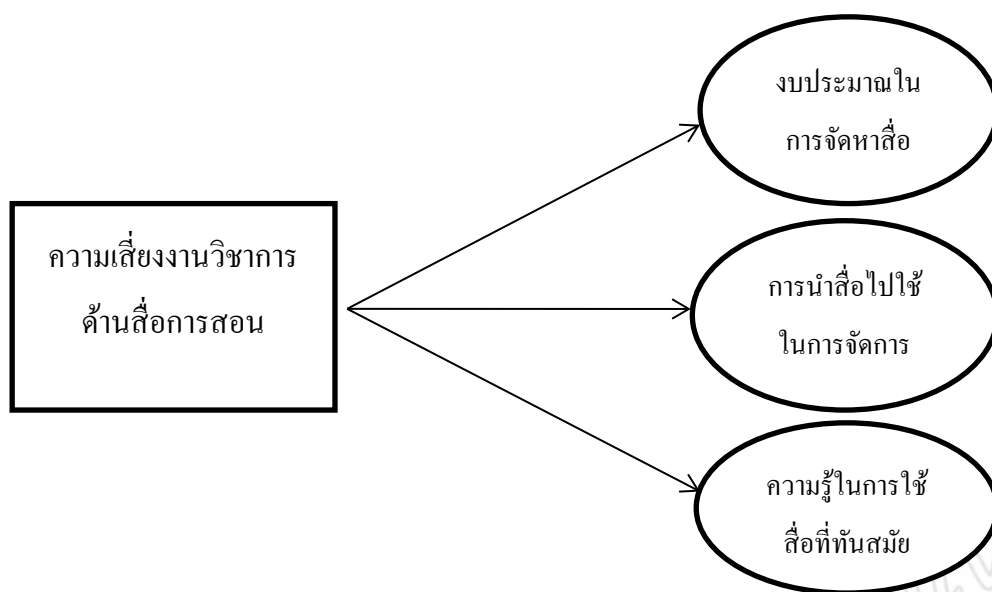 งบประมาณใน
การจัดหาสื่อ
ความเสี่ยงงานวิชาการ
ด้านสื่อการสอน
การนำสื่อไปใช้
ในการจัดการ
ความรู้ในการใช้
สื่อที่ทันสมัย